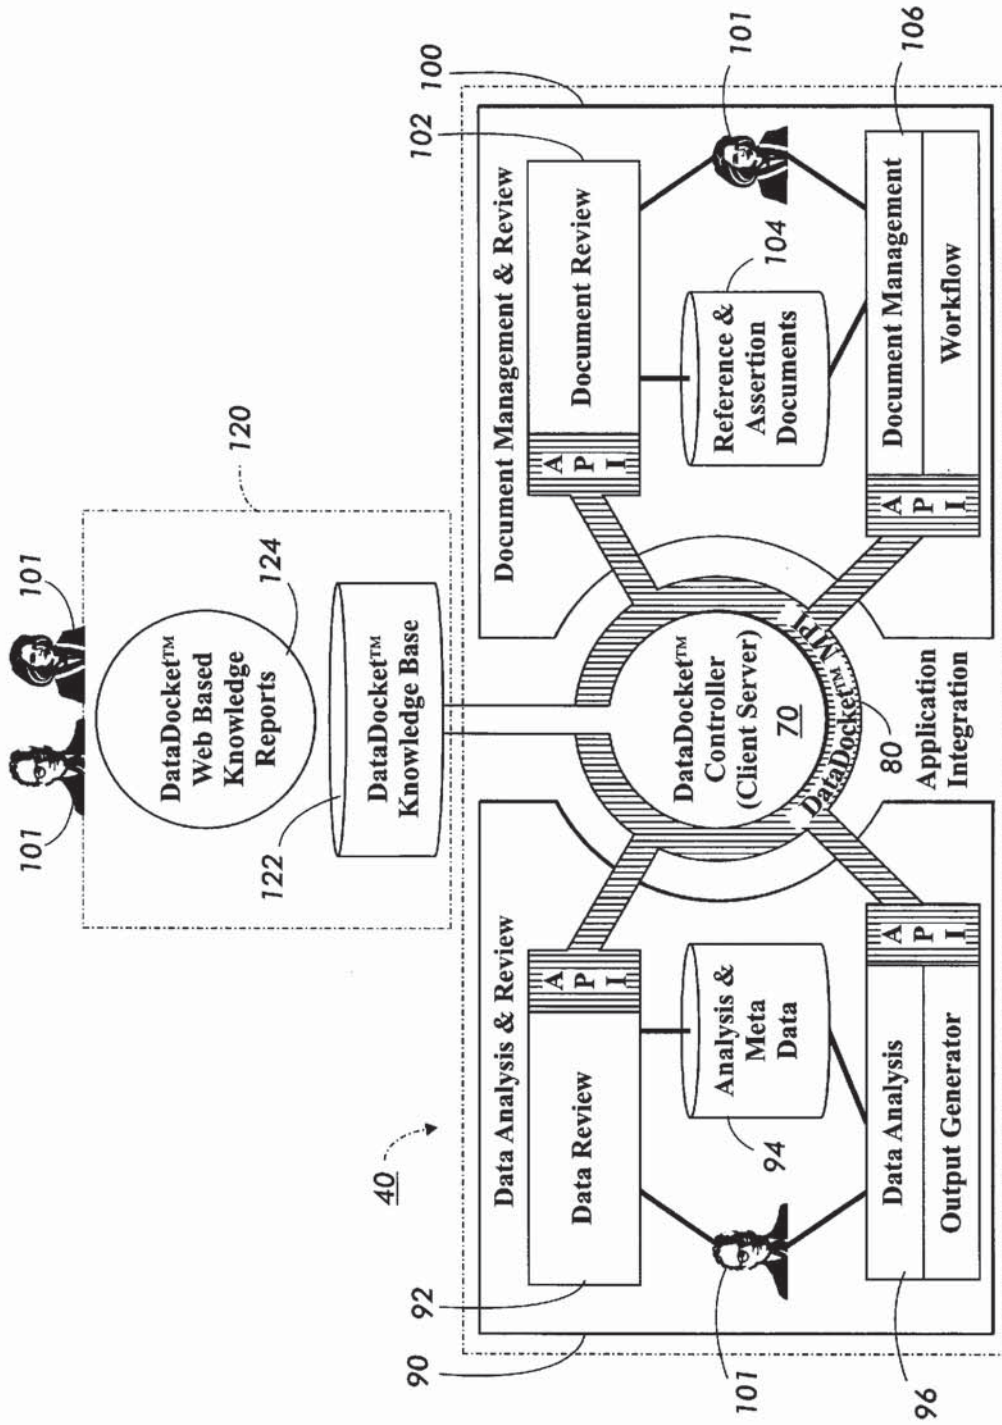 101
101
DataDocket™
Web Based
Knowledge
Reports
124
120
122
DataDocket™
Knowledge Base
40
90
92
Data Analysis & Review
Data Review
A
P
I
101
94
Analysis &
Meta
Data
96
Data Analysis
Output Generator
A
P
I
DataDocket™
Controller
(Client Server)
70
DataDocket™ MPI
80
Application
Integration
100
102
Document Management & Review
A
P
I
Document Review
101
104
Reference &
Assertion
Documents
106
A
P
I
Document Management
Workflow